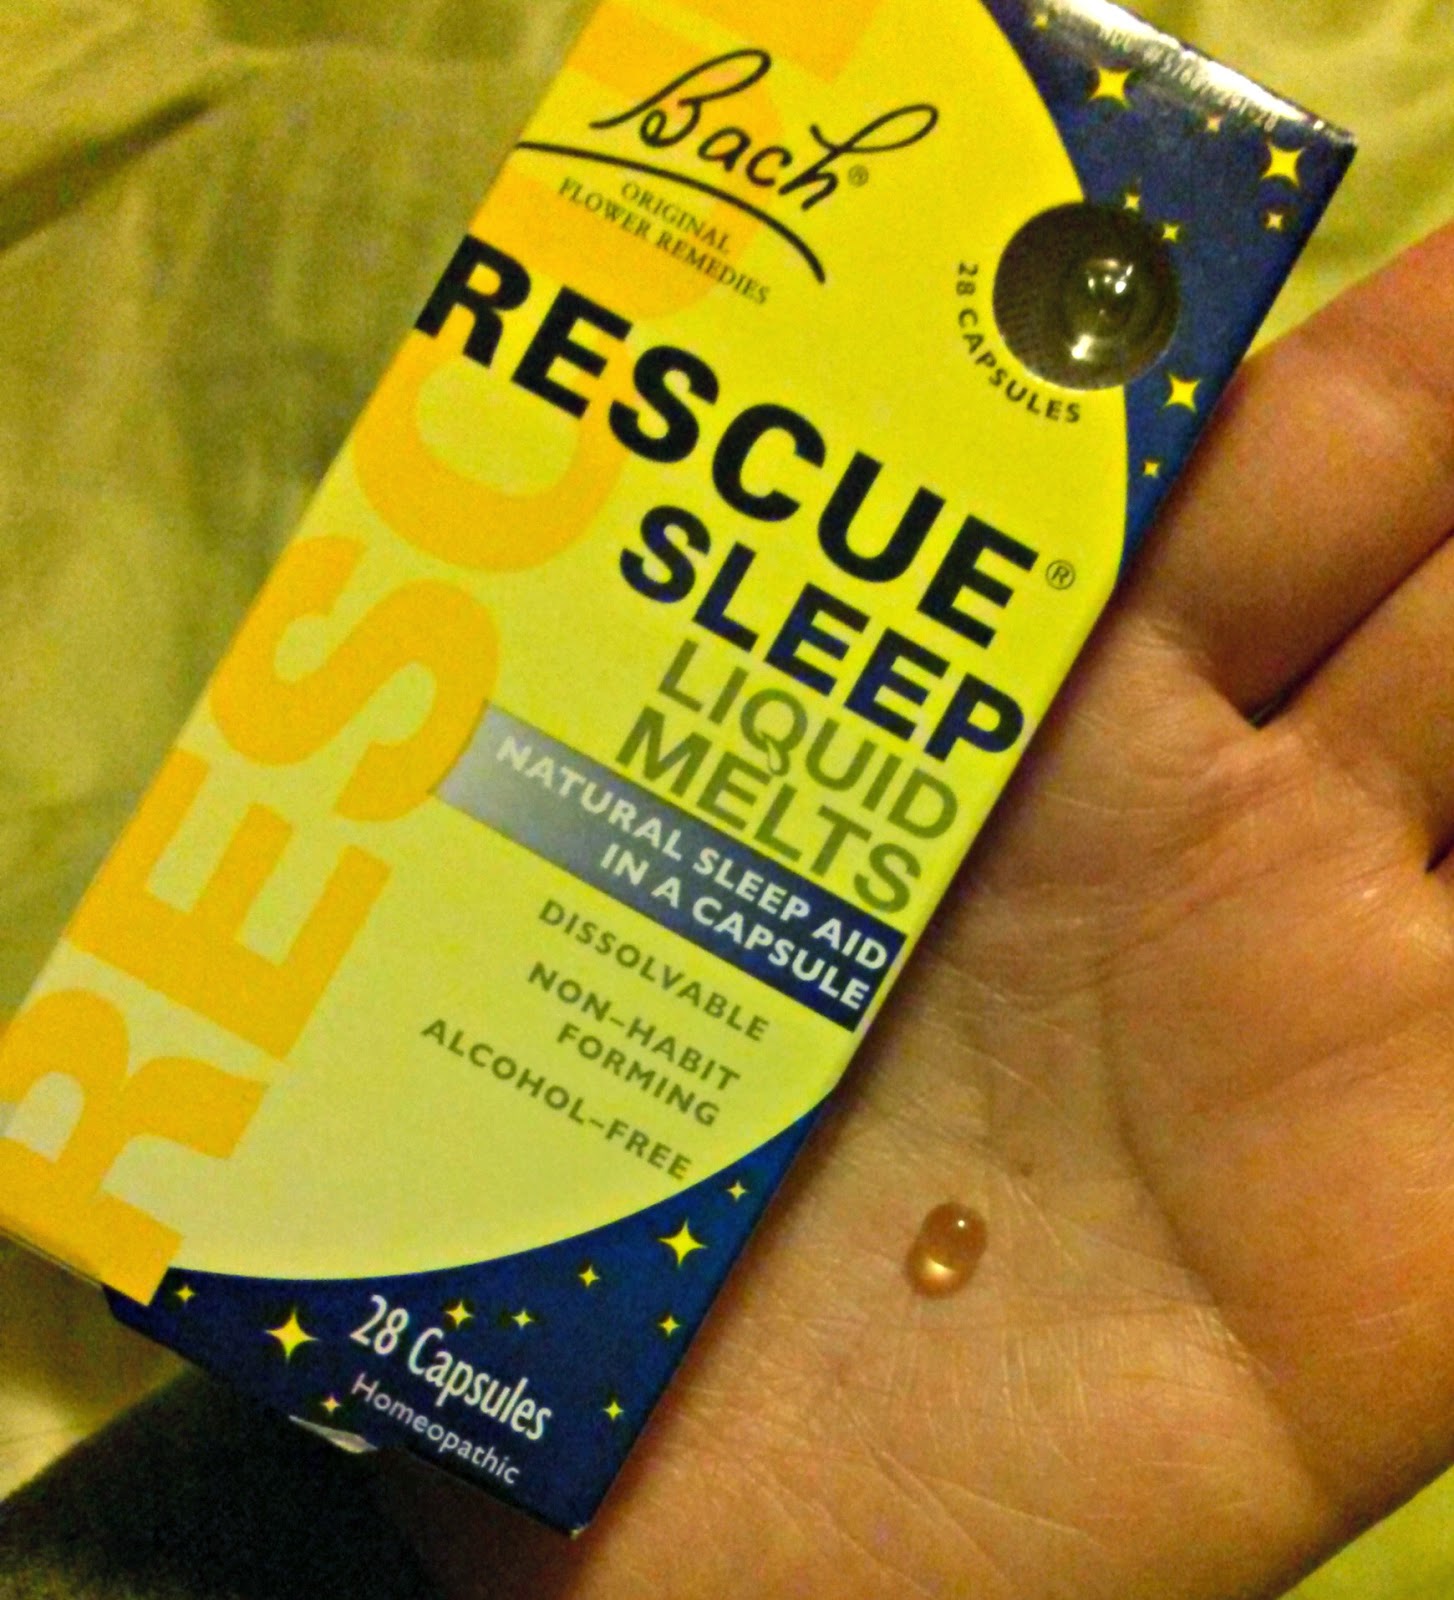 Bach®
ORIGINAL
FLOWER REMEDIES
28 CAPSULES
RESCUE®
SLEEP
LIQUID
MELTS
NATURAL SLEEP AID
IN A CAPSULE
DISSOLVABLE
NON-HABIT
FORMING
ALCOHOL-FREE
28 Capsules
Homeopathic
RESCU